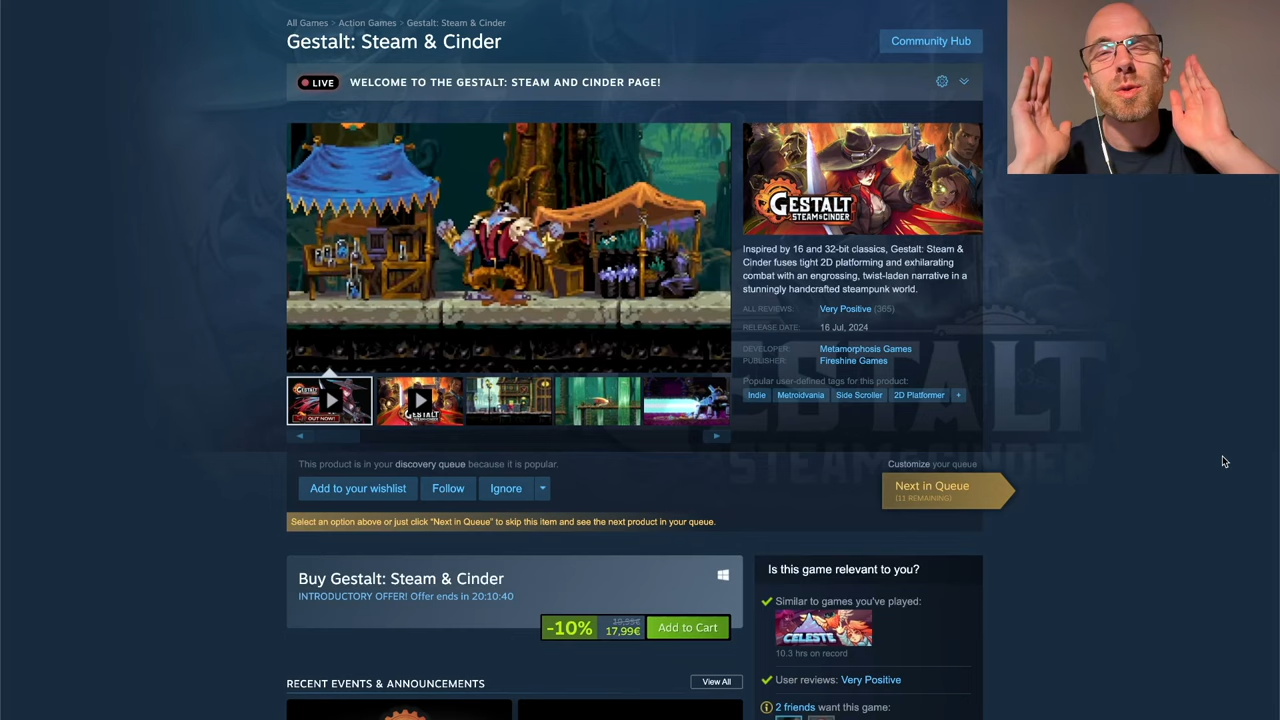 All Games > Action Games > Gestalt: Steam & Cinder
Gestalt: Steam & Cinder
Community Hub
LIVE
WELCOME TO THE GESTALT: STEAM AND CINDER PAGE!
GESTALT
STEAM & CINDER
Inspired by 16 and 32-bit classics, Gestalt: Steam &
Cinder fuses tight 2D platforming and exhilarating
combat with an engrossing, twist-laden narrative in a
stunningly handcrafted steampunk world.
ALL REVIEWS: Very Positive (365)
RELEASE DATE: 16 Jul, 2024
DEVELOPER: Metamorphosis Games
PUBLISHER: Fireshine Games
Popular user-defined tags for this product:
Indie Metroidvania Side Scroller 2D Platformer +
OUT NOW!
GESTALT
GESTALT
STEAM & CINDER
This product is in your discovery queue because it is popular.
Customize your queue
Add to your wishlist
Follow
Ignore
Next in Queue
(11 REMAINING)
Select an option above or just click "Next in Queue" to skip this item and see the next product in your queue.
Buy Gestalt: Steam & Cinder
INTRODUCTORY OFFER! Offer ends in 20:10:40
-10%
17,99€
Add to Cart
Is this game relevant to you?
Similar to games you've played:
CELESTE
10.3 hrs on record
User reviews: Very Positive
2 friends want this game:
RECENT EVENTS & ANNOUNCEMENTS
View All